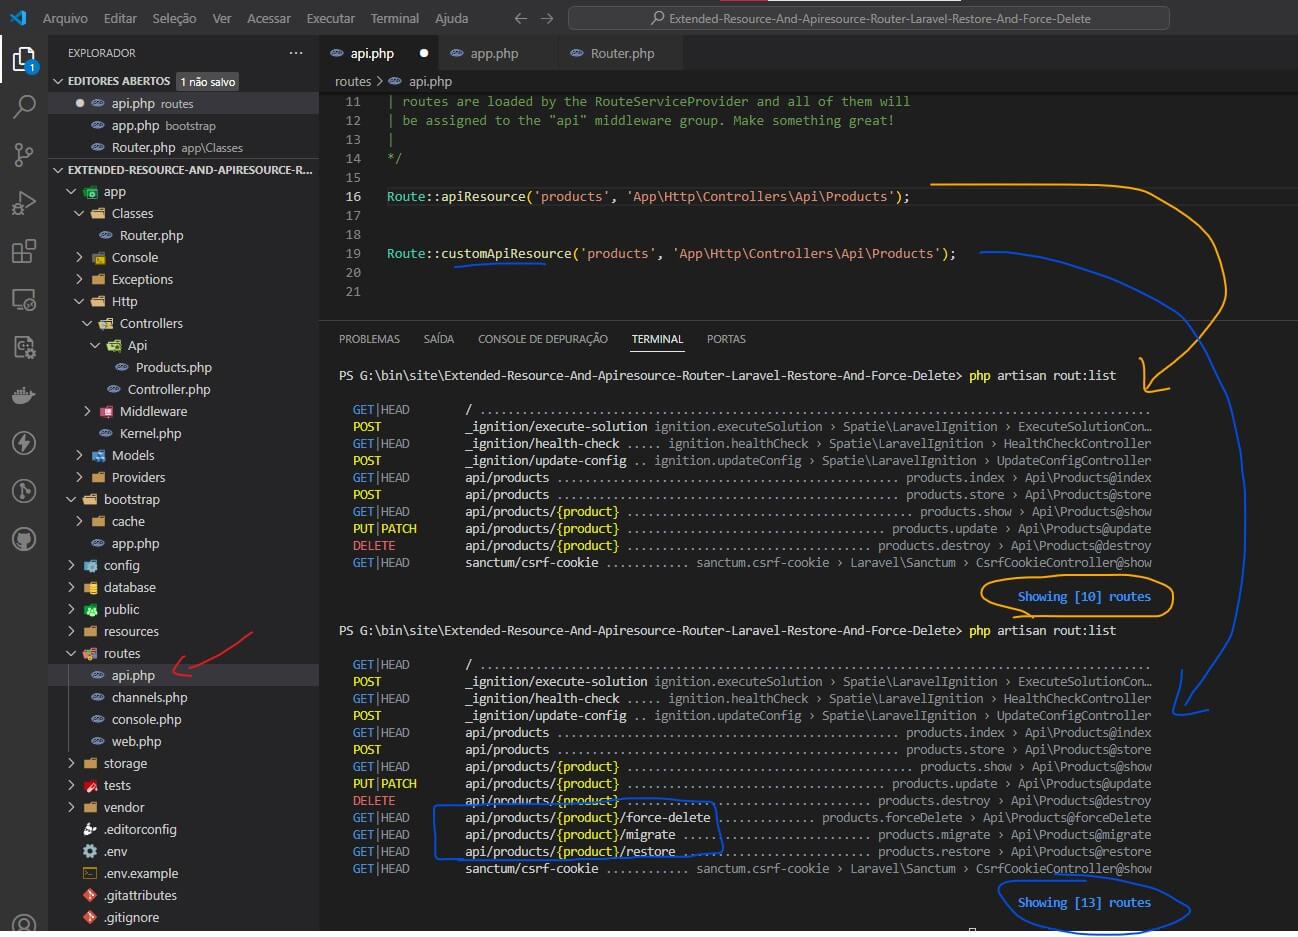 Arquivo Editar Seleção Ver Acessar Executar Terminal Ajuda
Extended-Resource-And-Apiresource-Router-Laravel-Restore-And-Force-Delete
1
EXPLORADOR ...
EDITORES ABERTOS 1 não salvo
api.php routes
app.php bootstrap
Router.php app\Classes
EXTENDED-RESOURCE-AND-APIRESOURCE-R...
app
Classes
Router.php
Console
Exceptions
Http
Controllers
Api
Products.php
Controller.php
Middleware
Kernel.php
Models
Providers
bootstrap
cache
app.php
config
database
public
resources
routes
api.php
channels.php
console.php
web.php
storage
tests
vendor
.editorconfig
.env
.env.example
.gitattributes
.gitignore
api.php app.php Router.php
routes > api.php
11 | routes are loaded by the RouteServiceProvider and all of them will
12 | be assigned to the "api" middleware group. Make something great!
13 |
14 */
15
16 Route::apiResource('products', 'App\Http\Controllers\Api\Products');
17
18
19 Route::customApiResource('products', 'App\Http\Controllers\Api\Products');
20
21
PROBLEMAS SAÍDA CONSOLE DE DEPURAÇÃO TERMINAL PORTAS
PS G:\bin\site\Extended-Resource-And-Apiresource-Router-Laravel-Restore-And-Force-Delete> php artisan rout:list
GET|HEAD / ................................................................................................
POST _ignition/execute-solution ignition.executeSolution › Spatie\LaravelIgnition › ExecuteSolutionCon…
GET|HEAD _ignition/health-check ..... ignition.healthCheck › Spatie\LaravelIgnition › HealthCheckController
POST _ignition/update-config .. ignition.updateConfig › Spatie\LaravelIgnition › UpdateConfigController
GET|HEAD api/products ................................................. products.index › Api\Products@index
POST api/products ................................................. products.store › Api\Products@store
GET|HEAD api/products/{product} ......................................... products.show › Api\Products@show
PUT|PATCH api/products/{product} ..................................... products.update › Api\Products@update
DELETE api/products/{product} ................................... products.destroy › Api\Products@destroy
GET|HEAD sanctum/csrf-cookie ............ sanctum.csrf-cookie › Laravel\Sanctum › CsrfCookieController@show
Showing [10] routes
PS G:\bin\site\Extended-Resource-And-Apiresource-Router-Laravel-Restore-And-Force-Delete> php artisan rout:list
GET|HEAD / ................................................................................................
POST _ignition/execute-solution ignition.executeSolution › Spatie\LaravelIgnition › ExecuteSolutionCon…
GET|HEAD _ignition/health-check ..... ignition.healthCheck › Spatie\LaravelIgnition › HealthCheckController
POST _ignition/update-config .. ignition.updateConfig › Spatie\LaravelIgnition › UpdateConfigController
GET|HEAD api/products ................................................. products.index › Api\Products@index
POST api/products ................................................. products.store › Api\Products@store
GET|HEAD api/products/{product} ......................................... products.show › Api\Products@show
PUT|PATCH api/products/{product} ..................................... products.update › Api\Products@update
DELETE api/products/{product} ................................... products.destroy › Api\Products@destroy
GET|HEAD api/products/{product}/force-delete ............... products.forceDelete › Api\Products@forceDelete
GET|HEAD api/products/{product}/migrate ........................... products.migrate › Api\Products@migrate
GET|HEAD api/products/{product}/restore ........................... products.restore › Api\Products@restore
GET|HEAD sanctum/csrf-cookie ............ sanctum.csrf-cookie › Laravel\Sanctum › CsrfCookieController@show
Showing [13] routes